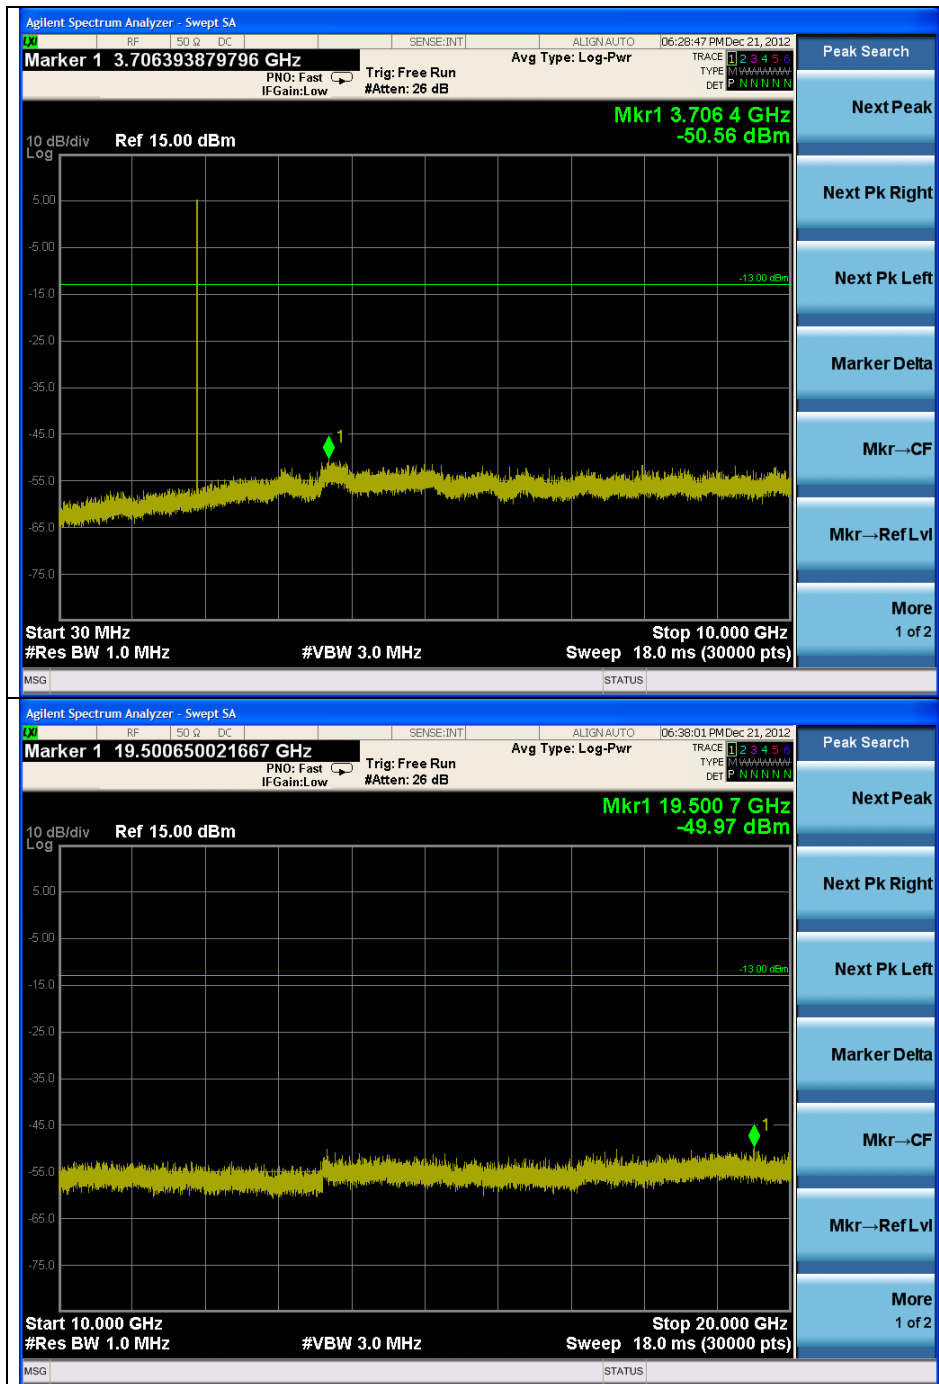 Agilent Spectrum Analyzer - Swept SA
LXI RF 50 Ω DC SENSE:INT ALIGN AUTO 06:28:47 PM Dec 21, 2012
Marker 1 3.706393879796 GHz Avg Type: Log-Pwr TRACE 1 2 3 4 5 6
PNO: Fast Trig: Free Run TYPE M WWWWW
IFGain:Low #Atten: 26 dB DET P N N N N N
Peak Search
Mkr1 3.706 4 GHz
-50.56 dBm
10 dB/div Ref 15.00 dBm
Log
5.00
-5.00
-13.00 dBm
-15.0
-25.0
-35.0
-45.0
1
-55.0
-65.0
-75.0
Start 30 MHz Stop 10.000 GHz
#Res BW 1.0 MHz #VBW 3.0 MHz Sweep 18.0 ms (30000 pts)
MSG STATUS
Next Peak
Next Pk Right
Next Pk Left
Marker Delta
Mkr→CF
Mkr→Ref Lvl
More
1 of 2
Agilent Spectrum Analyzer - Swept SA
LXI RF 50 Ω DC SENSE:INT ALIGN AUTO 06:38:01 PM Dec 21, 2012
Marker 1 19.500650021667 GHz Avg Type: Log-Pwr TRACE 1 2 3 4 5 6
PNO: Fast Trig: Free Run TYPE M WWWWW
IFGain:Low #Atten: 26 dB DET P N N N N N
Peak Search
Mkr1 19.500 7 GHz
-49.97 dBm
10 dB/div Ref 15.00 dBm
Log
5.00
-5.00
-13.00 dBm
-15.0
-25.0
-35.0
-45.0
1
-55.0
-65.0
-75.0
Start 10.000 GHz Stop 20.000 GHz
#Res BW 1.0 MHz #VBW 3.0 MHz Sweep 18.0 ms (30000 pts)
MSG STATUS
Next Peak
Next Pk Right
Next Pk Left
Marker Delta
Mkr→CF
Mkr→Ref Lvl
More
1 of 2